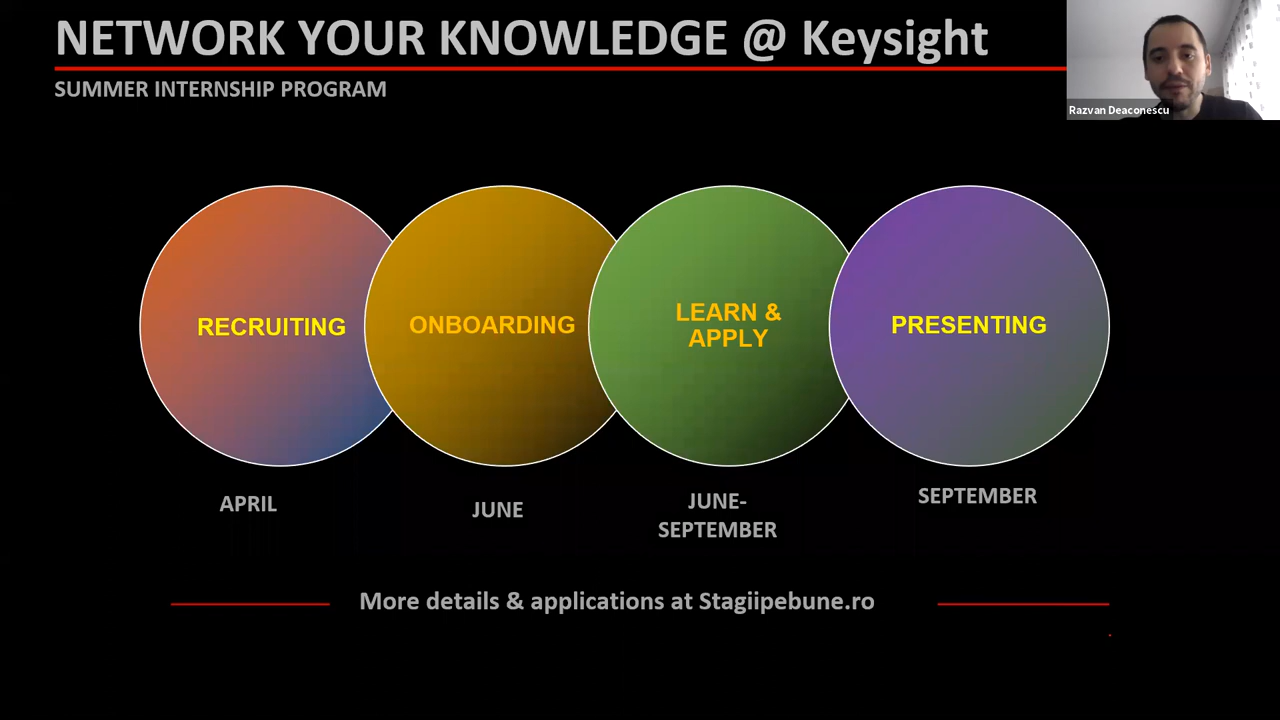 NETWORK YOUR KNOWLEDGE @ Keysight
SUMMER INTERNSHIP PROGRAM
Razvan Deaconescu
RECRUITING
ONBOARDING
LEARN &
APPLY
PRESENTING
APRIL
JUNE
JUNE-
SEPTEMBER
SEPTEMBER
More details & applications at Stagiipebune.ro